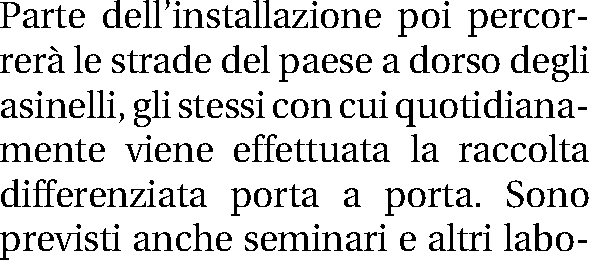 Parte dell'installazione poi percor-
rerà le strade del paese a dorso degli
asinelli, gli stessi con cui quotidiana-
mente viene effettuata la raccolta
differenziata porta a porta. Sono
previsti anche seminari e altri labo-